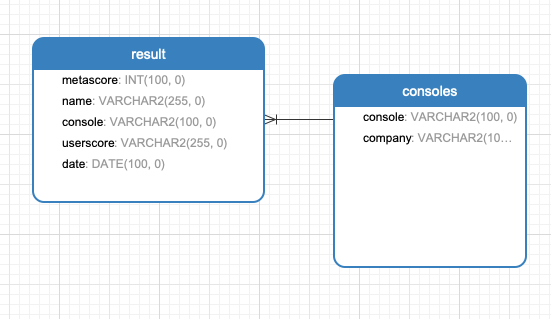 result
metascore: INT(100, 0)
name: VARCHAR2(255, 0)
console: VARCHAR2(100, 0)
userscore: VARCHAR2(255, 0)
date: DATE(100, 0)
consoles
console: VARCHAR2(100, 0)
company: VARCHAR2(10...